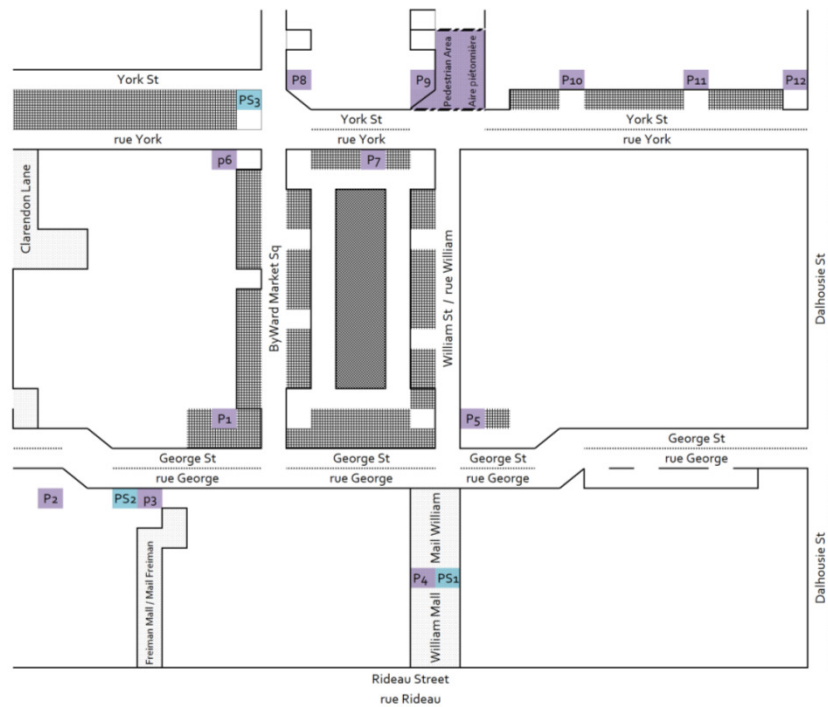 Pedestrian Area
Aire piétonnière
York St
P8
P9
P10
P11
P12
PS3
York St
York St
rue York
rue York
rue York
p6
P7
Clarendon Lane
ByWard Market Sq
William St / rue William
Dalhousie St
P1
P5
George St
George St
George St
George St
rue George
rue George
rue George
rue George
P2
PS2
p3
Mail William
Freiman Mall / Mail Freiman
P4
PS1
William Mall
Dalhousie St
Rideau Street
rue Rideau